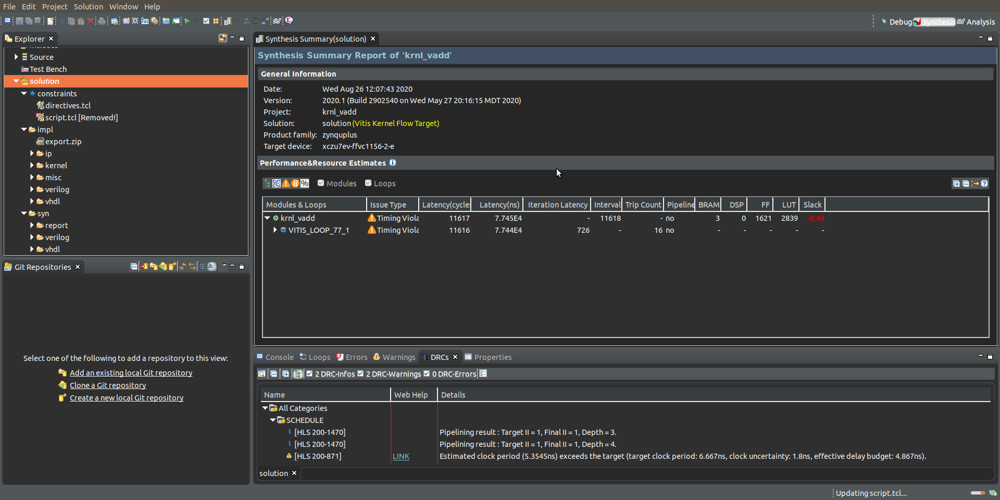 File Edit Project Solution Window Help
Debug Synthesis Analysis
Explorer
Source
Test Bench
solution
constraints
directives.tcl
script.tcl [Removed!]
impl
export.zip
ip
kernel
misc
verilog
vhdl
syn
report
verilog
vhdl
Git Repositories
Select one of the following to add a repository to this view:
Add an existing local Git repository
Clone a Git repository
Create a new local Git repository
Synthesis Summary(solution)
Synthesis Summary Report of 'krnl_vadd'
General Information
Date: Wed Aug 26 12:07:43 2020
Version: 2020.1 (Build 2902540 on Wed May 27 20:16:15 MDT 2020)
Project: krnl_vadd
Solution: solution (Vitis Kernel Flow Target)
Product family: zynquplus
Target device: xczu7ev-ffvc1156-2-e
Performance&Resource Estimates
% Modules Loops
Modules & Loops Issue Type Latency(cycle Latency(ns) Iteration Latency Interval Trip Count Pipeline BRAM DSP FF LUT Slack
krnl_vadd Timing Viola 11617 7.745E4 - 11618 - no 3 0 1621 2839 -0.48
VITIS_LOOP_77_1 Timing Viola 11616 7.744E4 726 - 16 no - - - - -
Console Loops Errors Warnings DRCs Properties
2 DRC-Infos 2 DRC-Warnings 0 DRC-Errors
Name Web Help Details
All Categories
SCHEDULE
[HLS 200-1470] Pipelining result : Target II = 1, Final II = 1, Depth = 3.
[HLS 200-1470] Pipelining result : Target II = 1, Final II = 1, Depth = 4.
[HLS 200-871] LINK Estimated clock period (5.3545ns) exceeds the target (target clock period: 6.667ns, clock uncertainty: 1.8ns, effective delay budget: 4.867ns).
solution
Updating script.tcl...